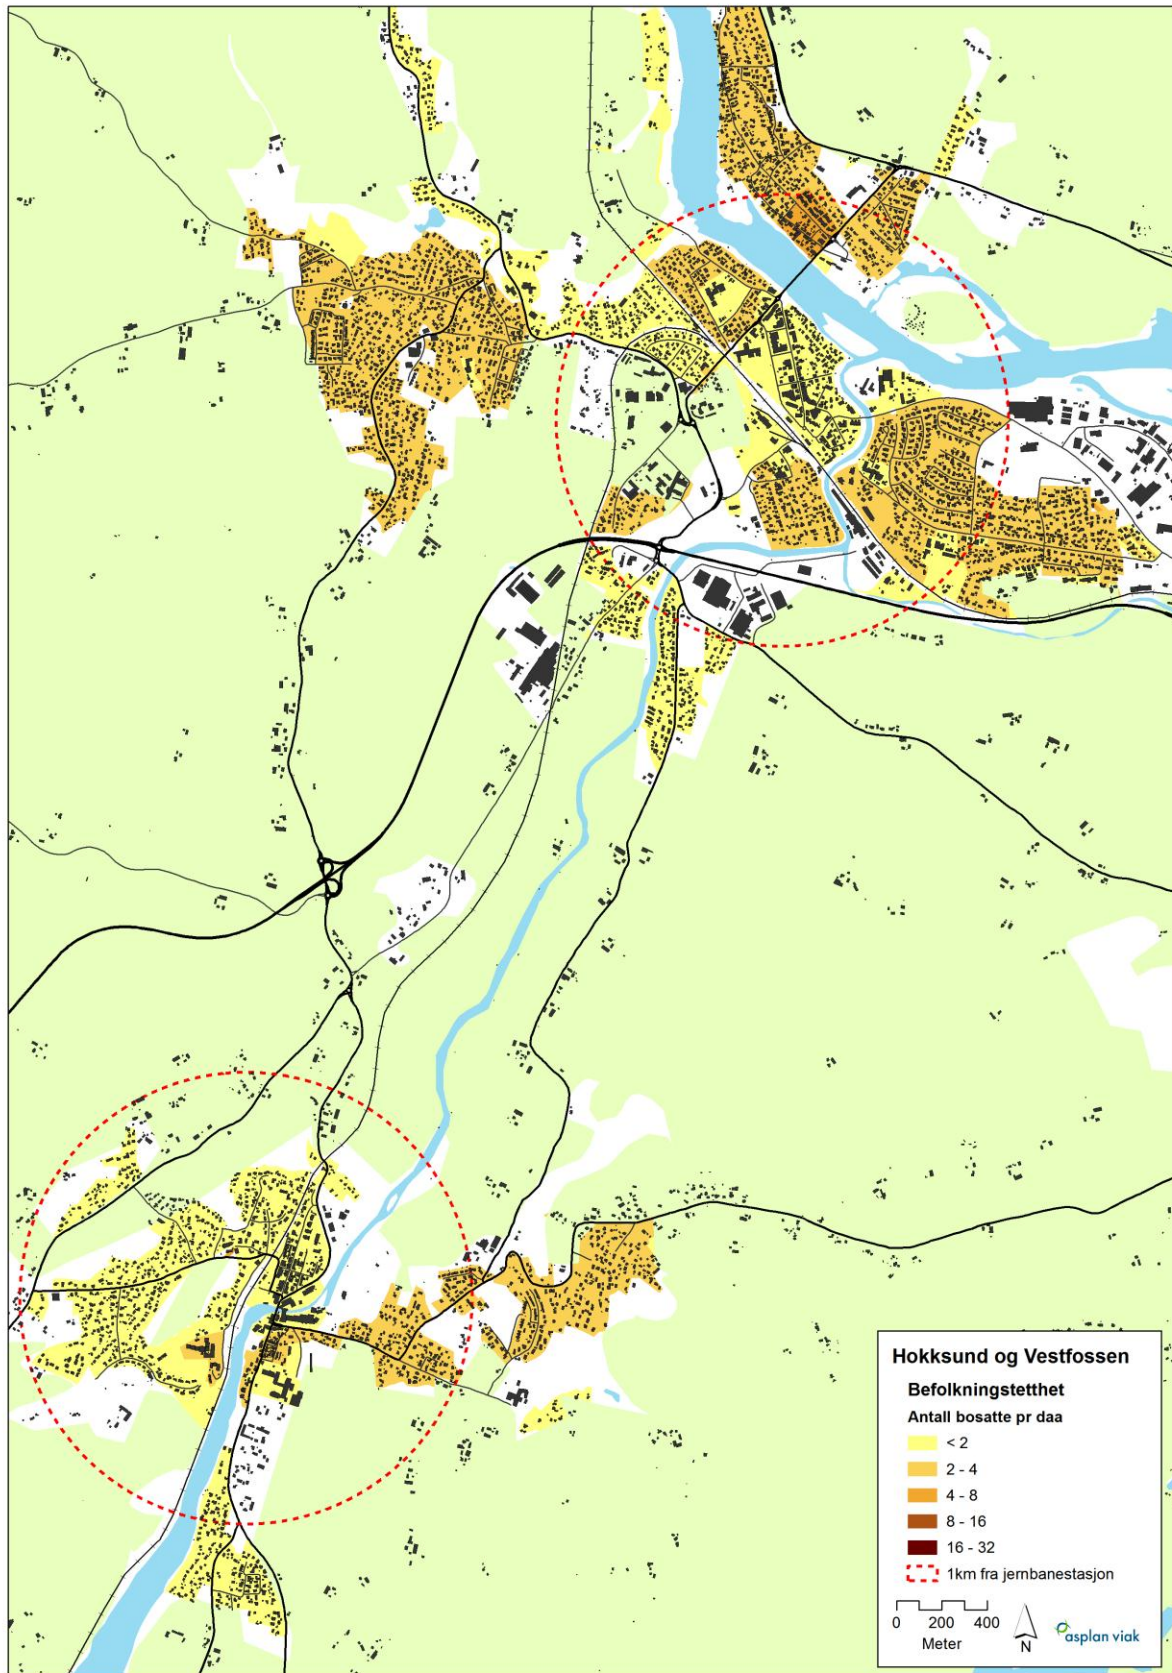 Hokksund og Vestfossen
Befolkningstetthet
Antall bosatte pr daa
< 2
2 - 4
4 - 8
8 - 16
16 - 32
1km fra jernbanestasjon
0 200 400
Meter
N
asplan viak